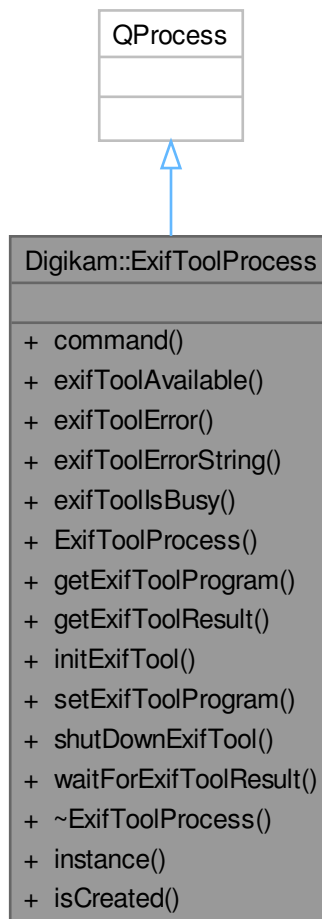 QProcess
Digikam::ExifToolProcess
+ command()
+ exifToolAvailable()
+ exifToolError()
+ exifToolErrorString()
+ exifToolIsBusy()
+ ExifToolProcess()
+ getExifToolProgram()
+ getExifToolResult()
+ initExifTool()
+ setExifToolProgram()
+ shutDownExifTool()
+ waitForExifToolResult()
+ ~ExifToolProcess()
+ instance()
+ isCreated()